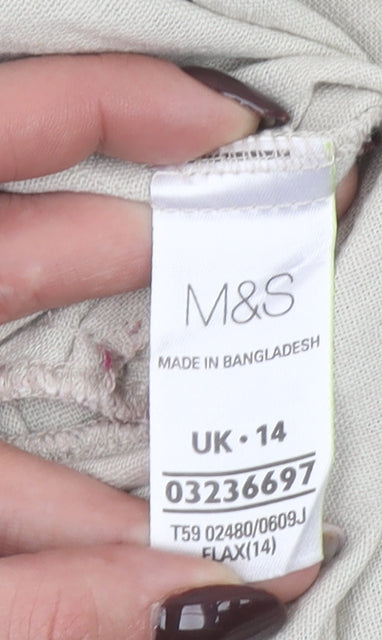 M&S
MADE IN BANGLADESH
UK • 14
03236697
T59 02480/0609J
FLAX(14)